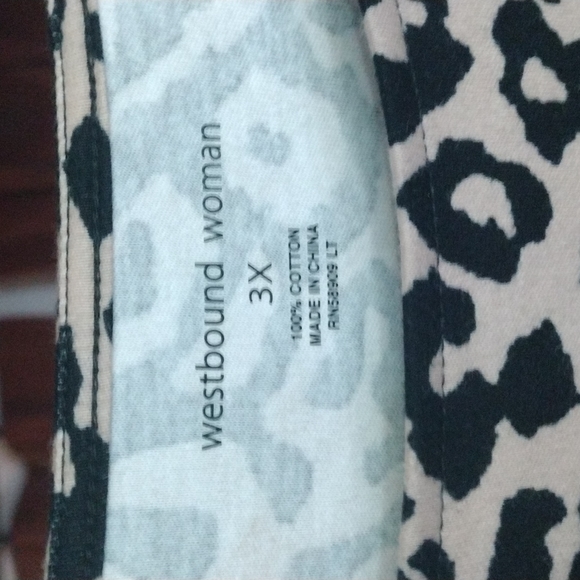 westbound woman
3X
100% COTTON
MADE IN CHINA
RN58909 LT